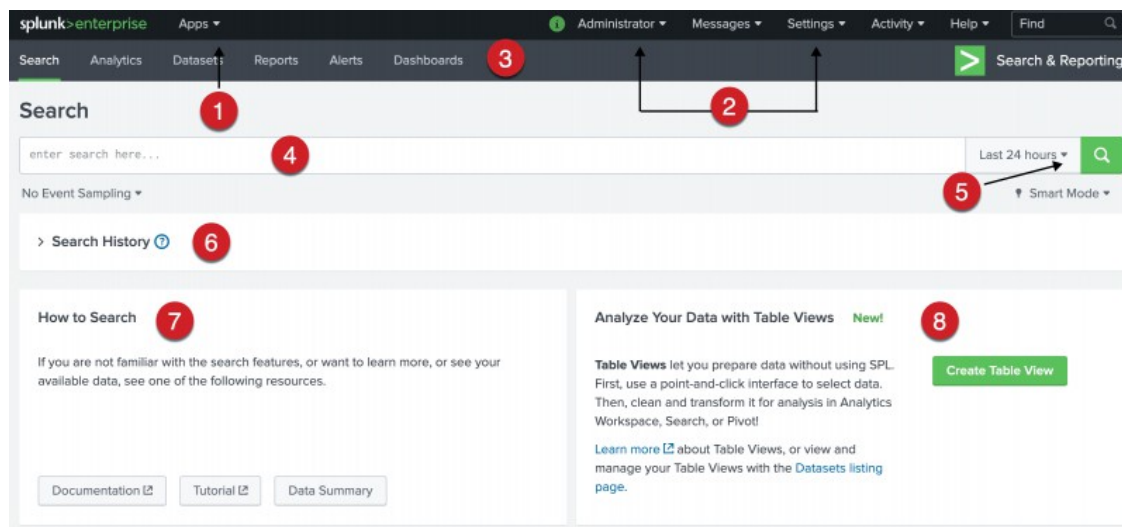 splunk>enterprise Apps Administrator Messages Settings Activity Help Find
Search Analytics Datasets Reports Alerts Dashboards 3 Search & Reporting
Search 1 2
enter search here... 4 Last 24 hours
No Event Sampling 5 Smart Mode
> Search History ? 6
How to Search 7
If you are not familiar with the search features, or want to learn more, or see your
available data, see one of the following resources.
Documentation Tutorial Data Summary
Analyze Your Data with Table Views New! 8
Table Views let you prepare data without using SPL.
First, use a point-and-click interface to select data.
Then, clean and transform it for analysis in Analytics
Workspace, Search, or Pivot!
Create Table View
Learn more about Table Views, or view and
manage your Table Views with the Datasets listing
page.